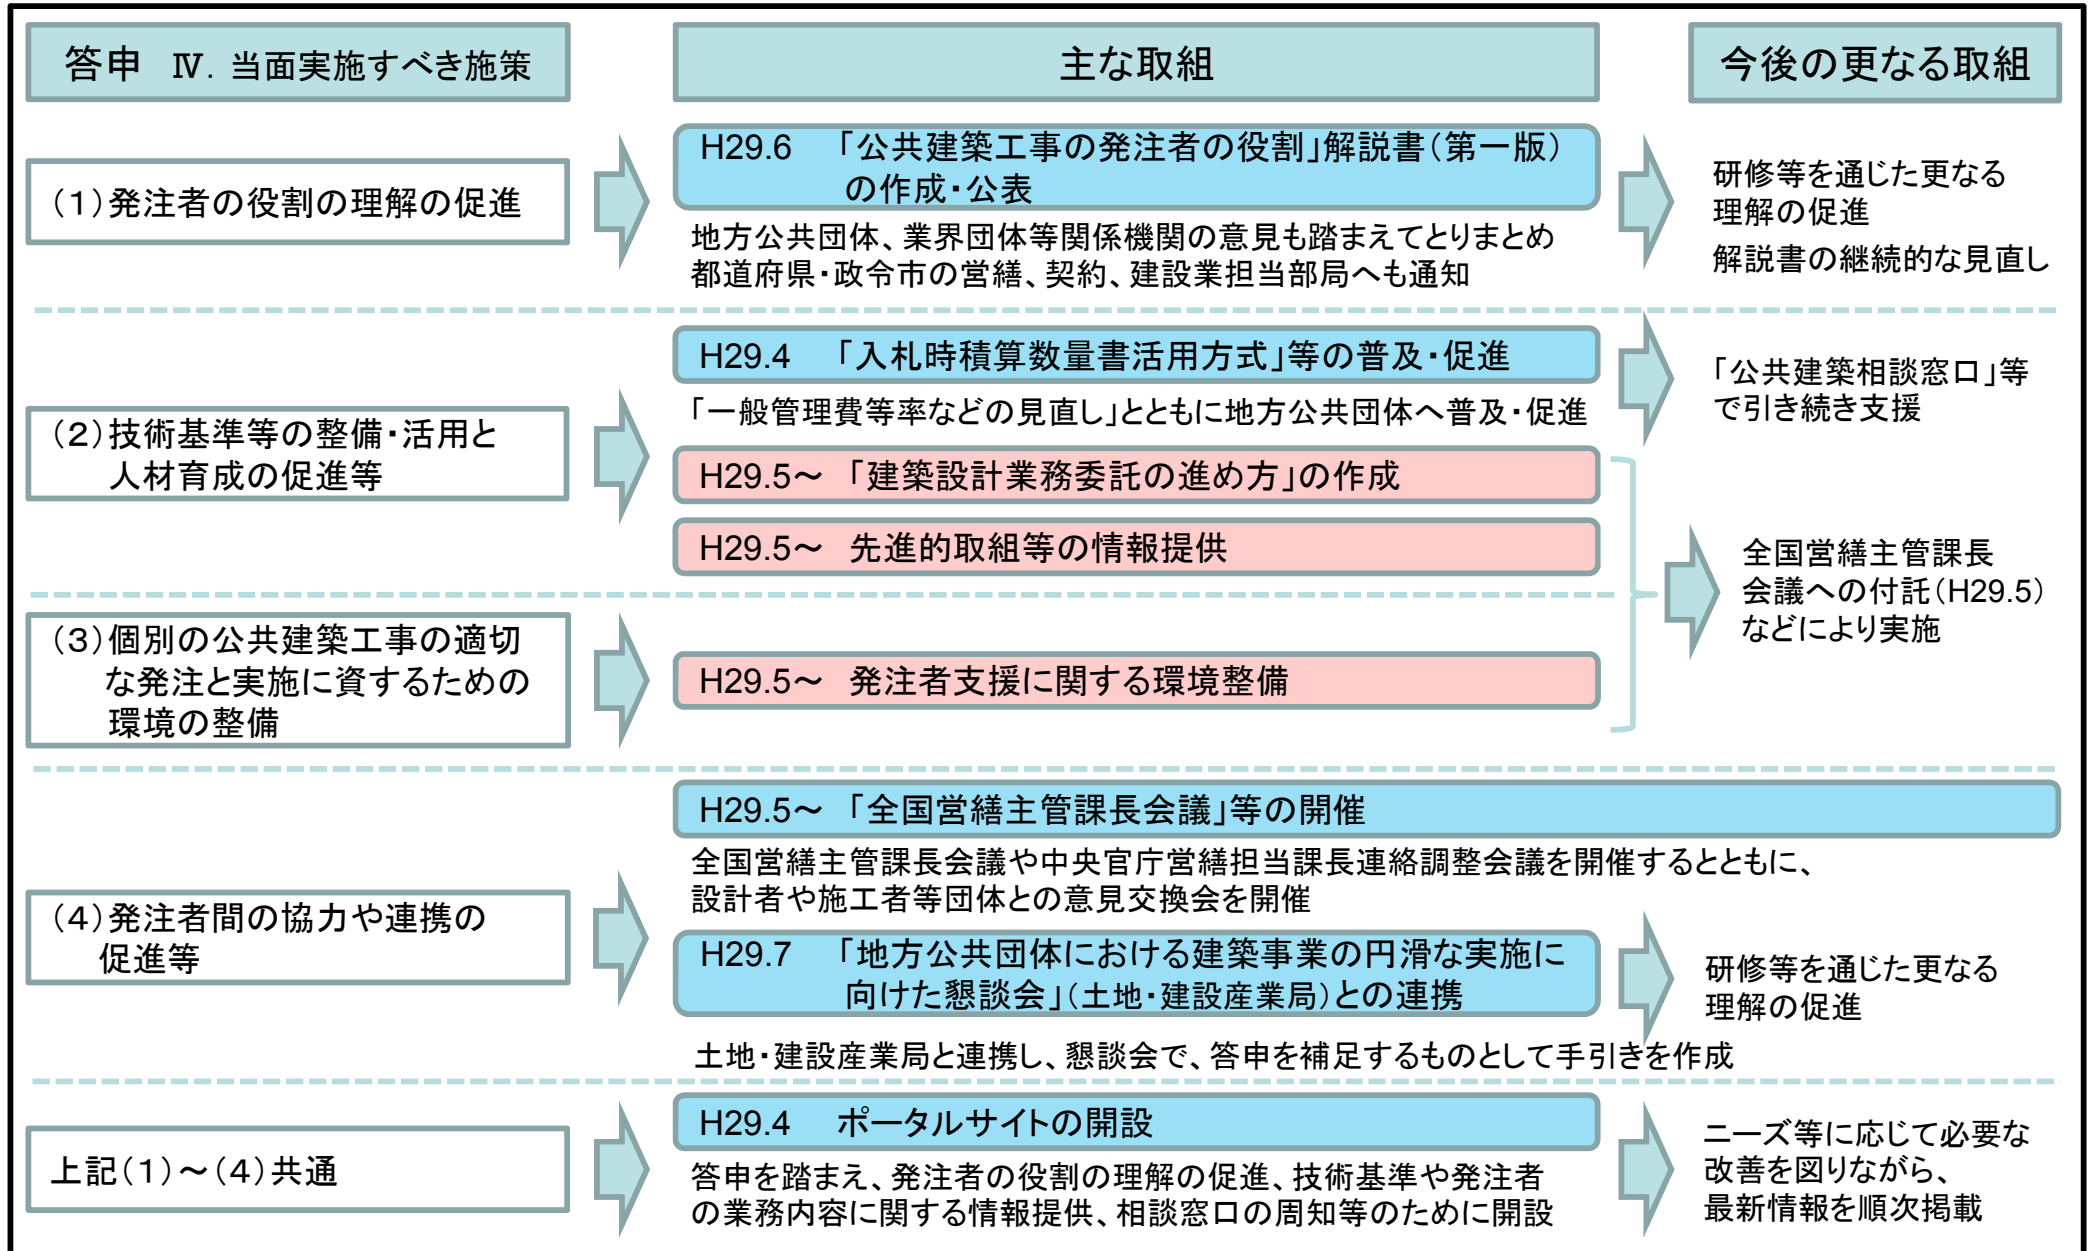 答申　Ⅳ．当面実施すべき施策
主な取組
今後の更なる取組
（１）発注者の役割の理解の促進
H29.6　「公共建築工事の発注者の役割」解説書（第一版）
の作成・公表
地方公共団体、業界団体等関係機関の意見も踏まえてとりまとめ
都道府県・政令市の営繕、契約、建設業担当部局へも通知
研修等を通じた更なる
理解の促進
解説書の継続的な見直し
（２）技術基準等の整備・活用と
人材育成の促進等
H29.4　「入札時積算数量書活用方式」等の普及・促進
「一般管理費等率などの見直し」とともに地方公共団体へ普及・促進
「公共建築相談窓口」等
で引き続き支援
H29.5～　「建築設計業務委託の進め方」の作成
H29.5～　先進的取組等の情報提供
全国営繕主管課長
会議への付託（H29.5）
などにより実施
（３）個別の公共建築工事の適切
な発注と実施に資するための
環境の整備
H29.5～　発注者支援に関する環境整備
（４）発注者間の協力や連携の
促進等
H29.5～　「全国営繕主管課長会議」等の開催
全国営繕主管課長会議や中央官庁営繕担当課長連絡調整会議を開催するとともに、
設計者や施工者等団体との意見交換会を開催
H29.7　「地方公共団体における建築事業の円滑な実施に
向けた懇談会」（土地・建設産業局）との連携
土地・建設産業局と連携し、懇談会で、答申を補足するものとして手引きを作成
研修等を通じた更なる
理解の促進
上記（１）～（４）共通
H29.4　ポータルサイトの開設
答申を踏まえ、発注者の役割の理解の促進、技術基準や発注者
の業務内容に関する情報提供、相談窓口の周知等のために開設
ニーズ等に応じて必要な
改善を図りながら、
最新情報を順次掲載